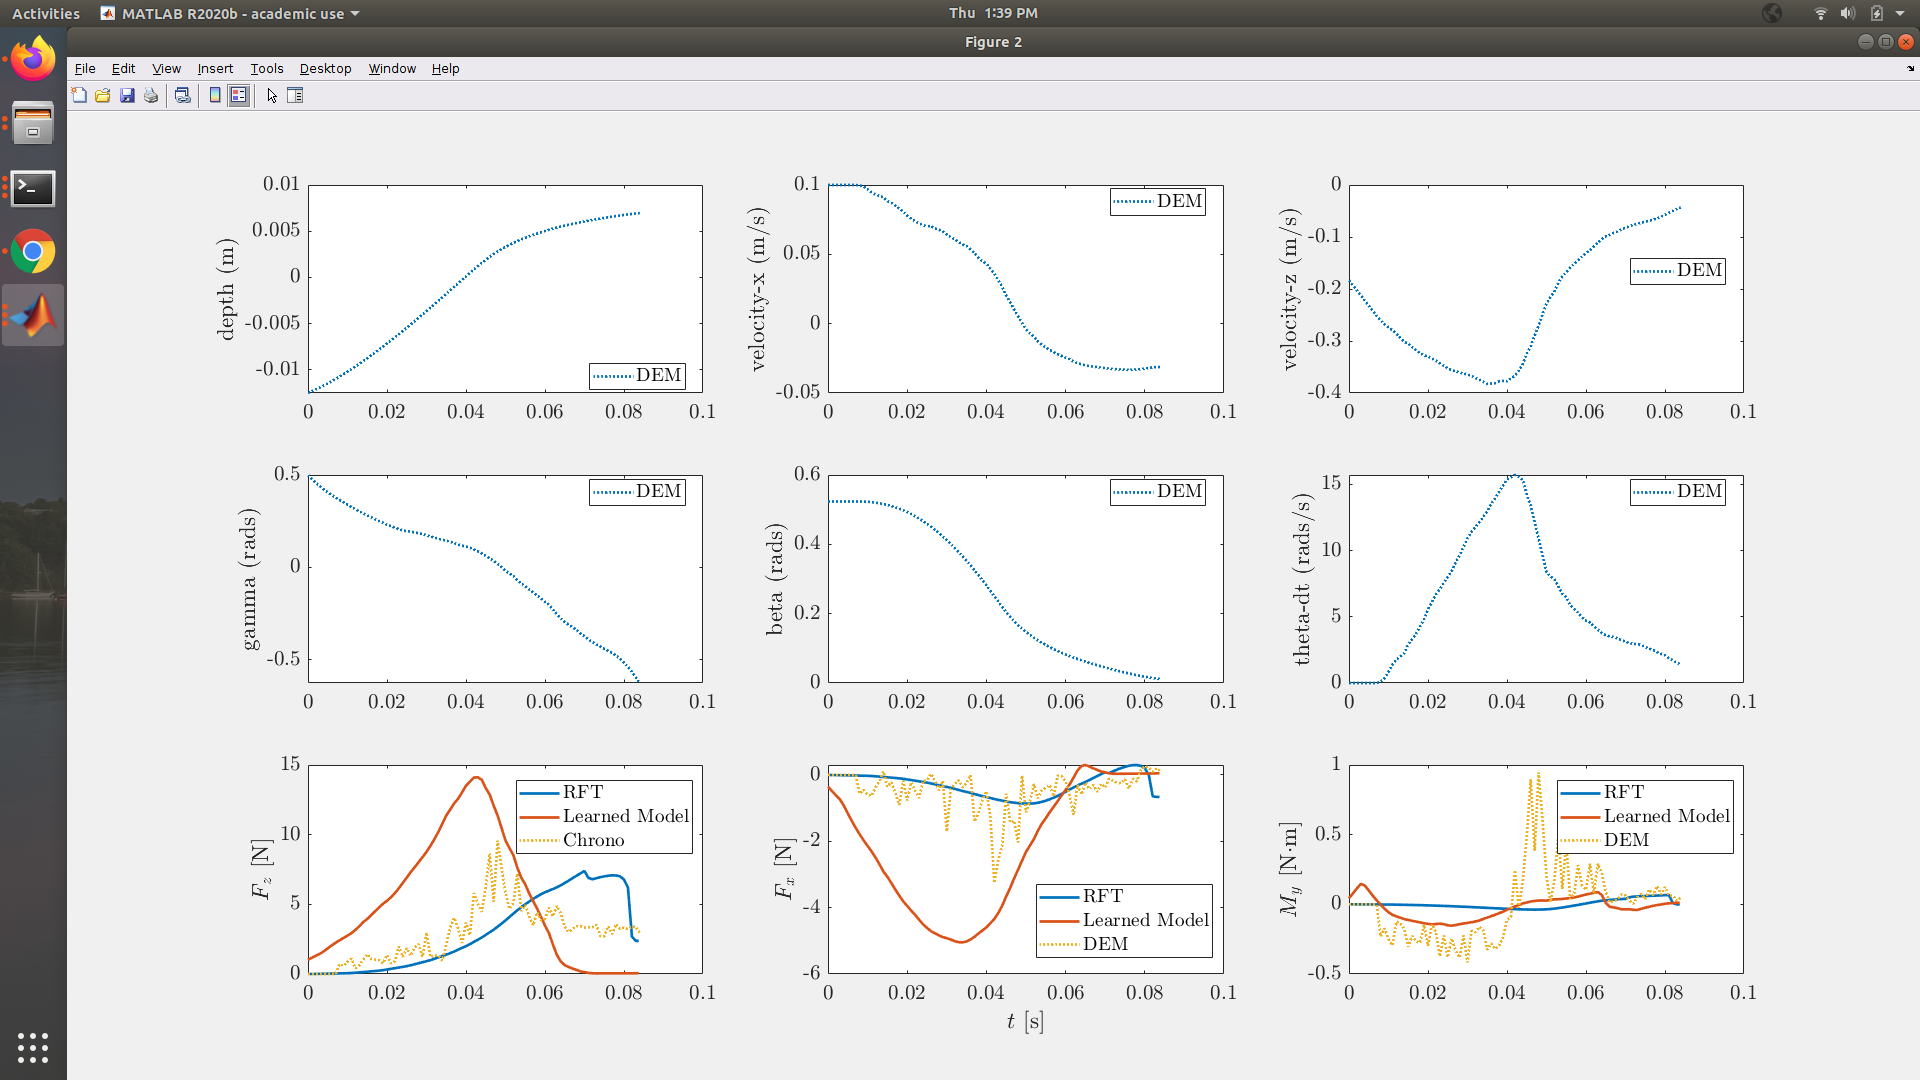 Activities MATLAB R2020b - academic use Thu 1:39 PM
Figure 2
File Edit View Insert Tools Desktop Window Help
depth (m)
0.01
0.005
0
-0.005
-0.01
0 0.02 0.04 0.06 0.08 0.1
DEM
velocity-x (m/s)
0.1
0.05
0
-0.05
0 0.02 0.04 0.06 0.08 0.1
DEM
velocity-z (m/s)
0
-0.1
-0.2
-0.3
-0.4
0 0.02 0.04 0.06 0.08 0.1
DEM
gamma (rads)
0.5
0
-0.5
0 0.02 0.04 0.06 0.08 0.1
DEM
beta (rads)
0.6
0.4
0.2
0
0 0.02 0.04 0.06 0.08 0.1
DEM
theta-dt (rads/s)
15
10
5
0
0 0.02 0.04 0.06 0.08 0.1
DEM
F_z [N]
15
10
5
0
0 0.02 0.04 0.06 0.08 0.1
RFT
Learned Model
Chrono
F_x [N]
0
-2
-4
-6
0 0.02 0.04 0.06 0.08 0.1
RFT
Learned Model
DEM
t [s]
M_y [N·m]
1
0.5
0
-0.5
0 0.02 0.04 0.06 0.08 0.1
RFT
Learned Model
DEM